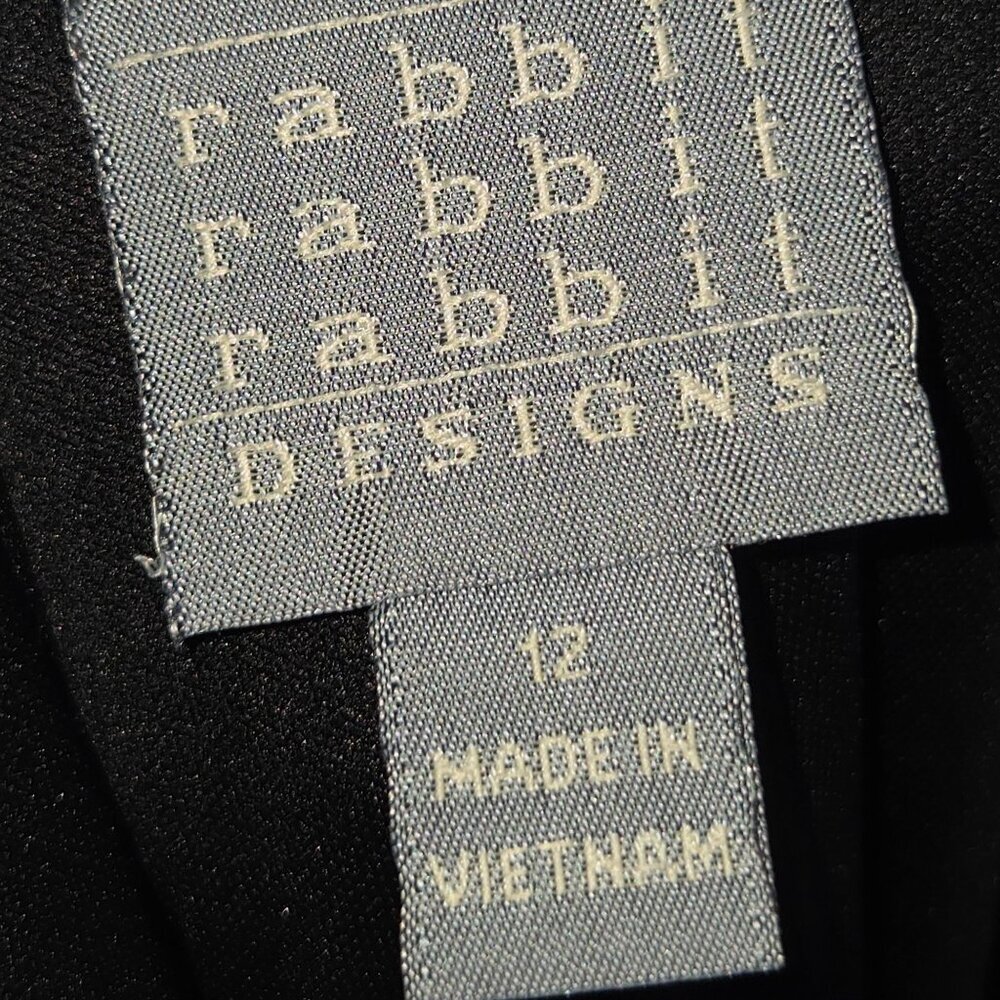 rabbit
rabbit
rabbit
DESIGNS
12
MADE IN
VIETNAM